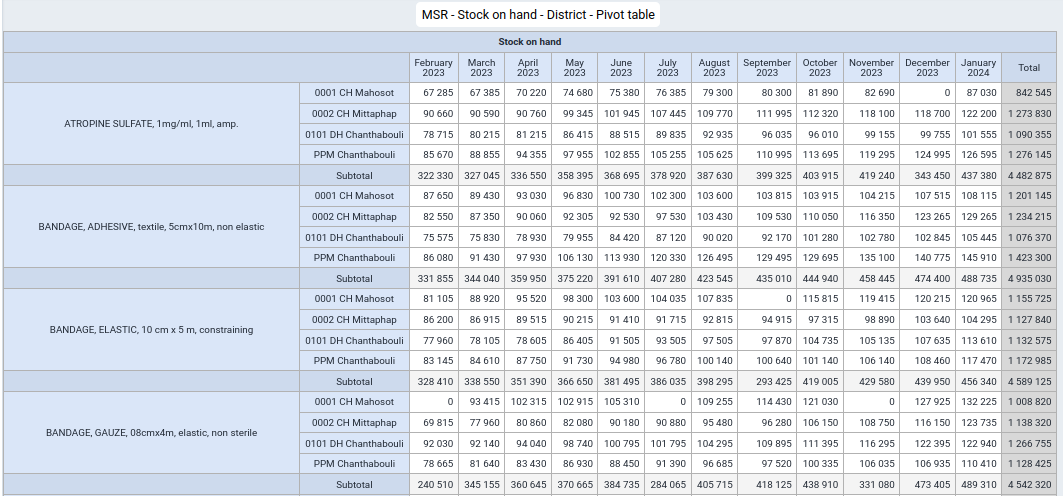 MSR - Stock on hand - District - Pivot table
Stock on hand
February 2023 March 2023 April 2023 May 2023 June 2023 July 2023 August 2023 September 2023 October 2023 November 2023 December 2023 January 2024 Total
ATROPINE SULFATE, 1mg/ml, 1ml, amp.
0001 CH Mahosot 67 285 67 385 70 220 74 680 75 380 76 385 79 300 80 300 81 890 82 690 0 87 030 842 545
0002 CH Mittaphap 90 660 90 590 90 760 99 345 101 945 107 445 109 770 111 995 112 320 118 100 118 700 122 200 1 273 830
0101 DH Chanthabouli 78 715 80 215 81 215 86 415 88 515 89 835 92 935 96 035 96 010 99 155 99 755 101 555 1 090 355
PPM Chanthabouli 85 670 88 855 94 355 97 955 102 855 105 255 105 625 110 995 113 695 119 295 124 995 126 595 1 276 145
Subtotal 322 330 327 045 336 550 358 395 368 695 378 920 387 630 399 325 403 915 419 240 343 450 437 380 4 482 875
BANDAGE, ADHESIVE, textile, 5cmx10m, non elastic
0001 CH Mahosot 87 650 89 430 93 030 96 830 100 730 102 300 103 600 103 815 103 915 104 215 107 515 108 115 1 201 145
0002 CH Mittaphap 82 550 87 350 90 060 92 305 92 530 97 530 103 430 109 530 110 050 116 350 123 265 129 265 1 234 215
0101 DH Chanthabouli 75 575 75 830 78 930 79 955 84 420 87 120 90 020 92 170 101 280 102 780 102 845 105 445 1 076 370
PPM Chanthabouli 86 080 91 430 97 930 106 130 113 930 120 330 126 495 129 495 129 695 135 100 140 775 145 910 1 423 300
Subtotal 331 855 344 040 359 950 375 220 391 610 407 280 423 545 435 010 444 940 458 445 474 400 488 735 4 935 030
BANDAGE, ELASTIC, 10 cm x 5 m, constraining
0001 CH Mahosot 81 105 88 920 95 520 98 300 103 600 104 035 107 835 0 115 815 119 415 120 215 120 965 1 155 725
0002 CH Mittaphap 86 200 86 915 89 515 90 215 91 410 91 715 92 815 94 915 97 315 98 890 103 640 104 295 1 127 840
0101 DH Chanthabouli 77 960 78 105 78 605 86 405 91 505 93 505 97 505 97 870 104 735 105 135 107 635 113 610 1 132 575
PPM Chanthabouli 83 145 84 610 87 750 91 730 94 980 96 780 100 140 100 640 101 140 106 140 108 460 117 470 1 172 985
Subtotal 328 410 338 550 351 390 366 650 381 495 386 035 398 295 293 425 419 005 429 580 439 950 456 340 4 589 125
BANDAGE, GAUZE, 08cmx4m, elastic, non sterile
0001 CH Mahosot 0 93 415 102 315 102 915 105 310 0 109 255 114 430 121 030 0 127 925 132 225 1 008 820
0002 CH Mittaphap 69 815 77 960 80 860 82 080 90 180 90 880 95 480 96 280 106 150 108 750 116 150 123 735 1 138 320
0101 DH Chanthabouli 92 030 92 140 94 040 98 740 100 795 101 795 104 295 109 895 111 395 116 295 122 395 122 940 1 266 755
PPM Chanthabouli 78 665 81 640 83 430 86 930 88 450 91 390 96 685 97 520 100 335 106 035 106 935 110 410 1 128 425
Subtotal 240 510 345 155 360 645 370 665 384 735 284 065 405 715 418 125 438 910 331 080 473 405 489 310 4 542 320